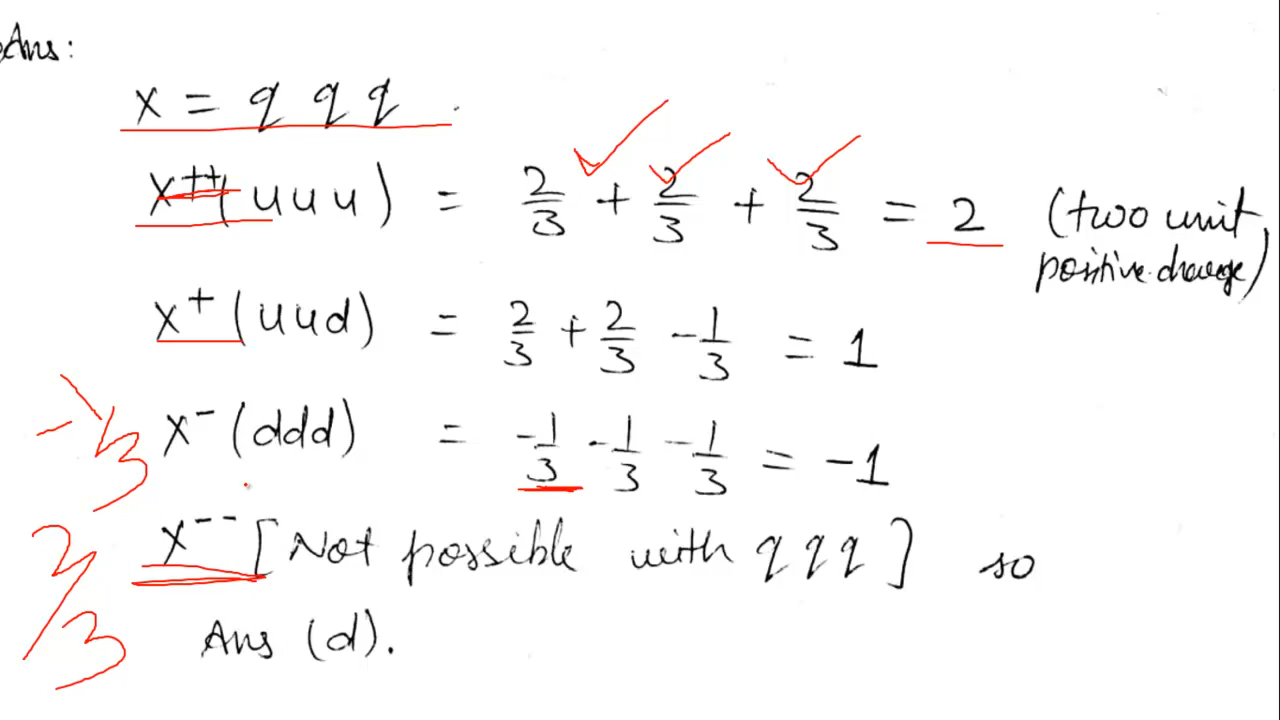 Ans:
x = q q q
x⁺⁺(uuu) = 2/3 + 2/3 + 2/3 = 2 (two unit positive charge)
x⁺(uud) = 2/3 + 2/3 - 1/3 = 1
x⁻(ddd) = -1/3 - 1/3 - 1/3 = -1
-1/3
x⁻⁻ [Not possible with q q q] so
2/3
Ans (d).